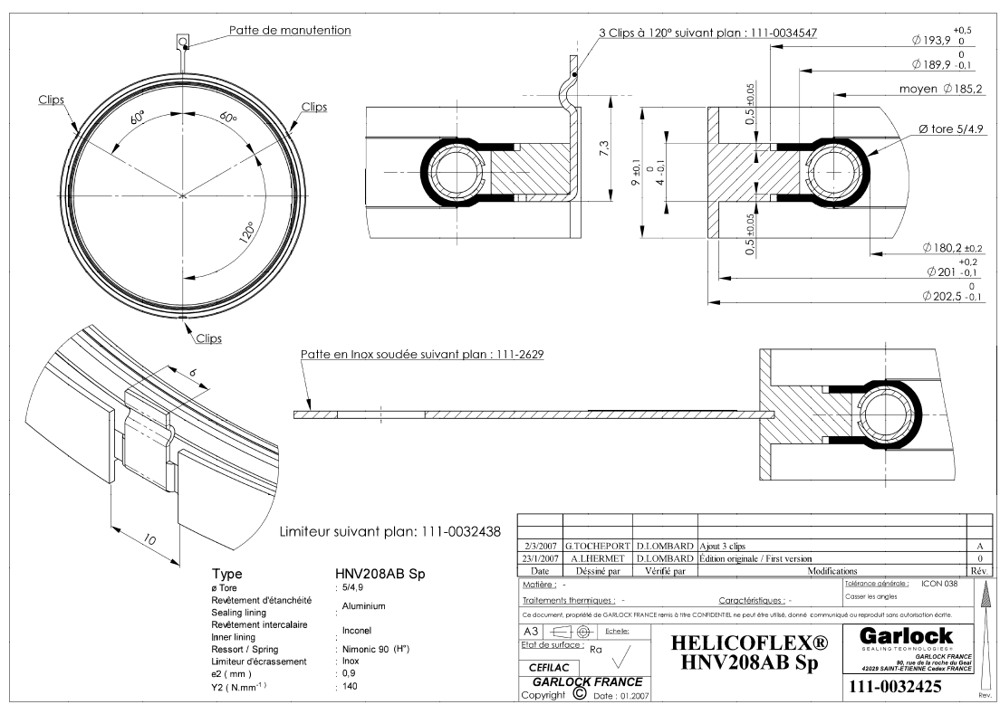 Patte de manutention
3 Clips à 120° suivant plan : 111-0034547
+0,5
Ø193,9 0
0
Ø189,9 -0,1
moyen Ø185,2
Ø tore 5/4.9
Clips
Clips
60°
60°
120°
Clips
7,3
9 ±0,1
0
4 -0,1
0,5 ±0,05
0,5 ±0,05
Ø180,2 ±0,2
+0,2
Ø201 -0,1
0
Ø202,5 -0,1
6
10
Patte en Inox soudée suivant plan : 111-2629
Limiteur suivant plan: 111-0032438
Type HNV208AB Sp
ø Tore : 5/4,9
Revêtement d'étanchéité
Sealing lining : Aluminium
Revêtement intercalaire
Inner lining : Inconel
Ressort / Spring : Nimonic 90 (H")
Limiteur d'écrassement : Inox
e2 ( mm ) : 0,9
Y2 ( N.mm-1 ) : 140
2/3/2007 G.TOCHEPORT D.LOMBARD Ajout 3 clips A
23/1/2007 A.LHERMET D.LOMBARD Édition originale / First version 0
Date Déssiné par Vérifié par Modifications Rév.
Matière : -
Tolérance générale : ICON 038
Casser les angles
Traitements thermiques : - Caractéristiques : -
Ce document, propriété de GARLOCK FRANCE remis à titre CONFIDENTIEL ne peut être utilisé, donné communiqué ou reproduit sans autorisation écrite.
A3 Echelle:
Etat de surface : Ra
CEFILAC
GARLOCK FRANCE
Copyright © Date : 01.2007
HELICOFLEX®
HNV208AB Sp
Garlock
SEALING TECHNOLOGIES®
GARLOCK FRANCE
90, rue de la roche du Geai
42029 SAINT-ETIENNE Cedex FRANCE
111-0032425
Rev.